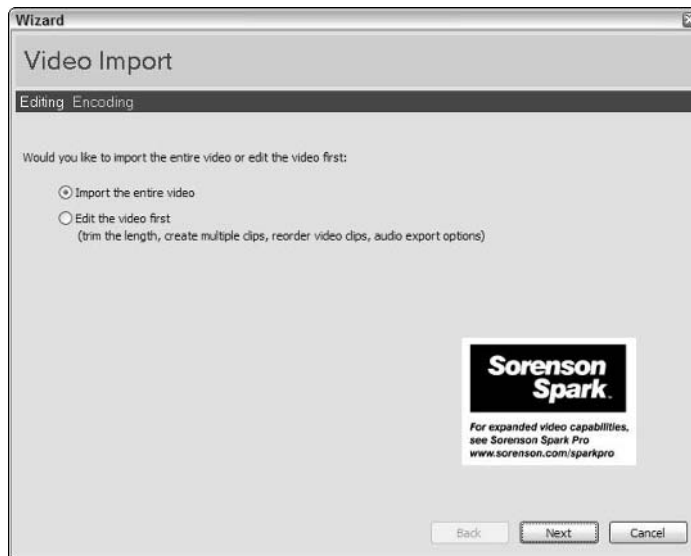 Wizard
Video Import
Editing Encoding
Would you like to import the entire video or edit the video first:
Import the entire video
Edit the video first
(trim the length, create multiple clips, reorder video clips, audio export options)
Sorenson
Spark.
For expanded video capabilities,
see Sorenson Spark Pro
www.sorenson.com/sparkpro
Back Next Cancel